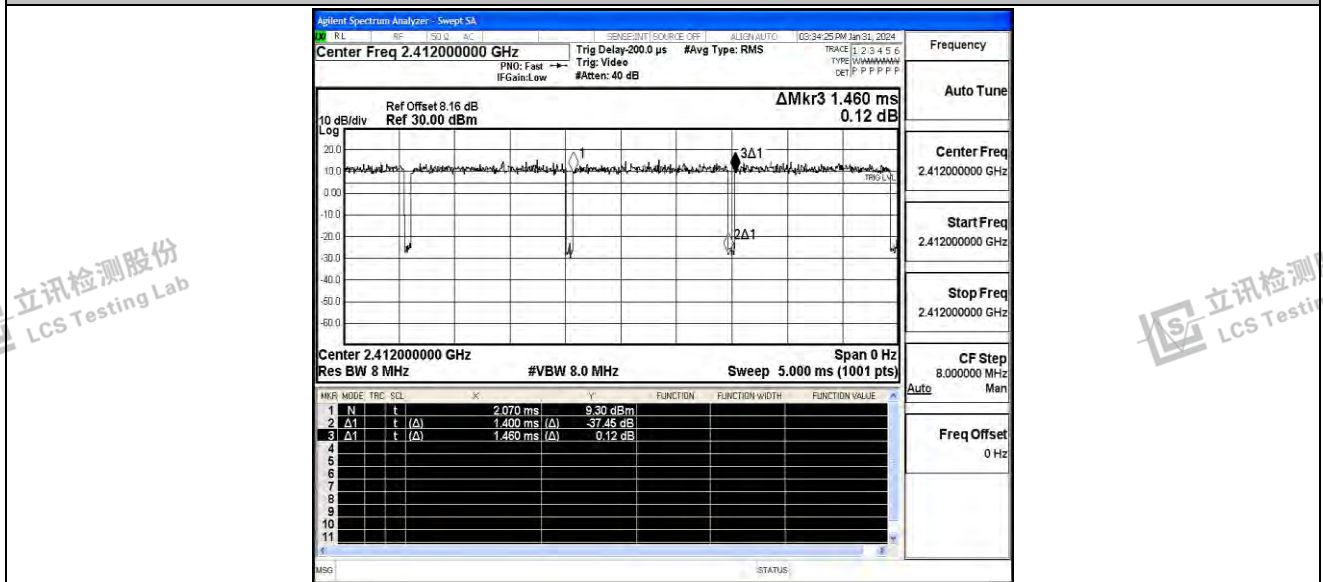 Agilent Spectrum Analyzer - Swept SA
RL RF 50 Ω AC SENSE:INT SOURCE OFF ALIGN AUTO 03:34:25 PM Jan 31, 2024
Center Freq 2.412000000 GHz
PNO: Fast
IFGain:Low
Trig Delay-200.0 µs #Avg Type: RMS
Trig: Video
#Atten: 40 dB
TRACE 1 2 3 4 5 6
TYPE
DET P P P P P P
ΔMkr3 1.460 ms
0.12 dB
Ref Offset 8.16 dB
10 dB/div Ref 30.00 dBm
Log
20.0
10.0
0.00
-10.0
-20.0
-30.0
-40.0
-50.0
-60.0
1
3Δ1
TRIG LVL
2Δ1
Center 2.412000000 GHz Span 0 Hz
Res BW 8 MHz #VBW 8.0 MHz Sweep 5.000 ms (1001 pts)
MKR MODE TRC SCL X Y FUNCTION FUNCTION WIDTH FUNCTION VALUE
1 N t 2.070 ms 9.30 dBm
2 Δ1 t (Δ) 1.400 ms (Δ) -37.45 dB
3 Δ1 t (Δ) 1.460 ms (Δ) 0.12 dB
4
5
6
7
8
9
10
11
MSG STATUS
Frequency
Auto Tune
Center Freq
2.412000000 GHz
Start Freq
2.412000000 GHz
Stop Freq
2.412000000 GHz
CF Step
8.000000 MHz
Auto Man
Freq Offset
0 Hz
立讯检测股份
LCS Testing Lab
立讯检测
LCS Testin